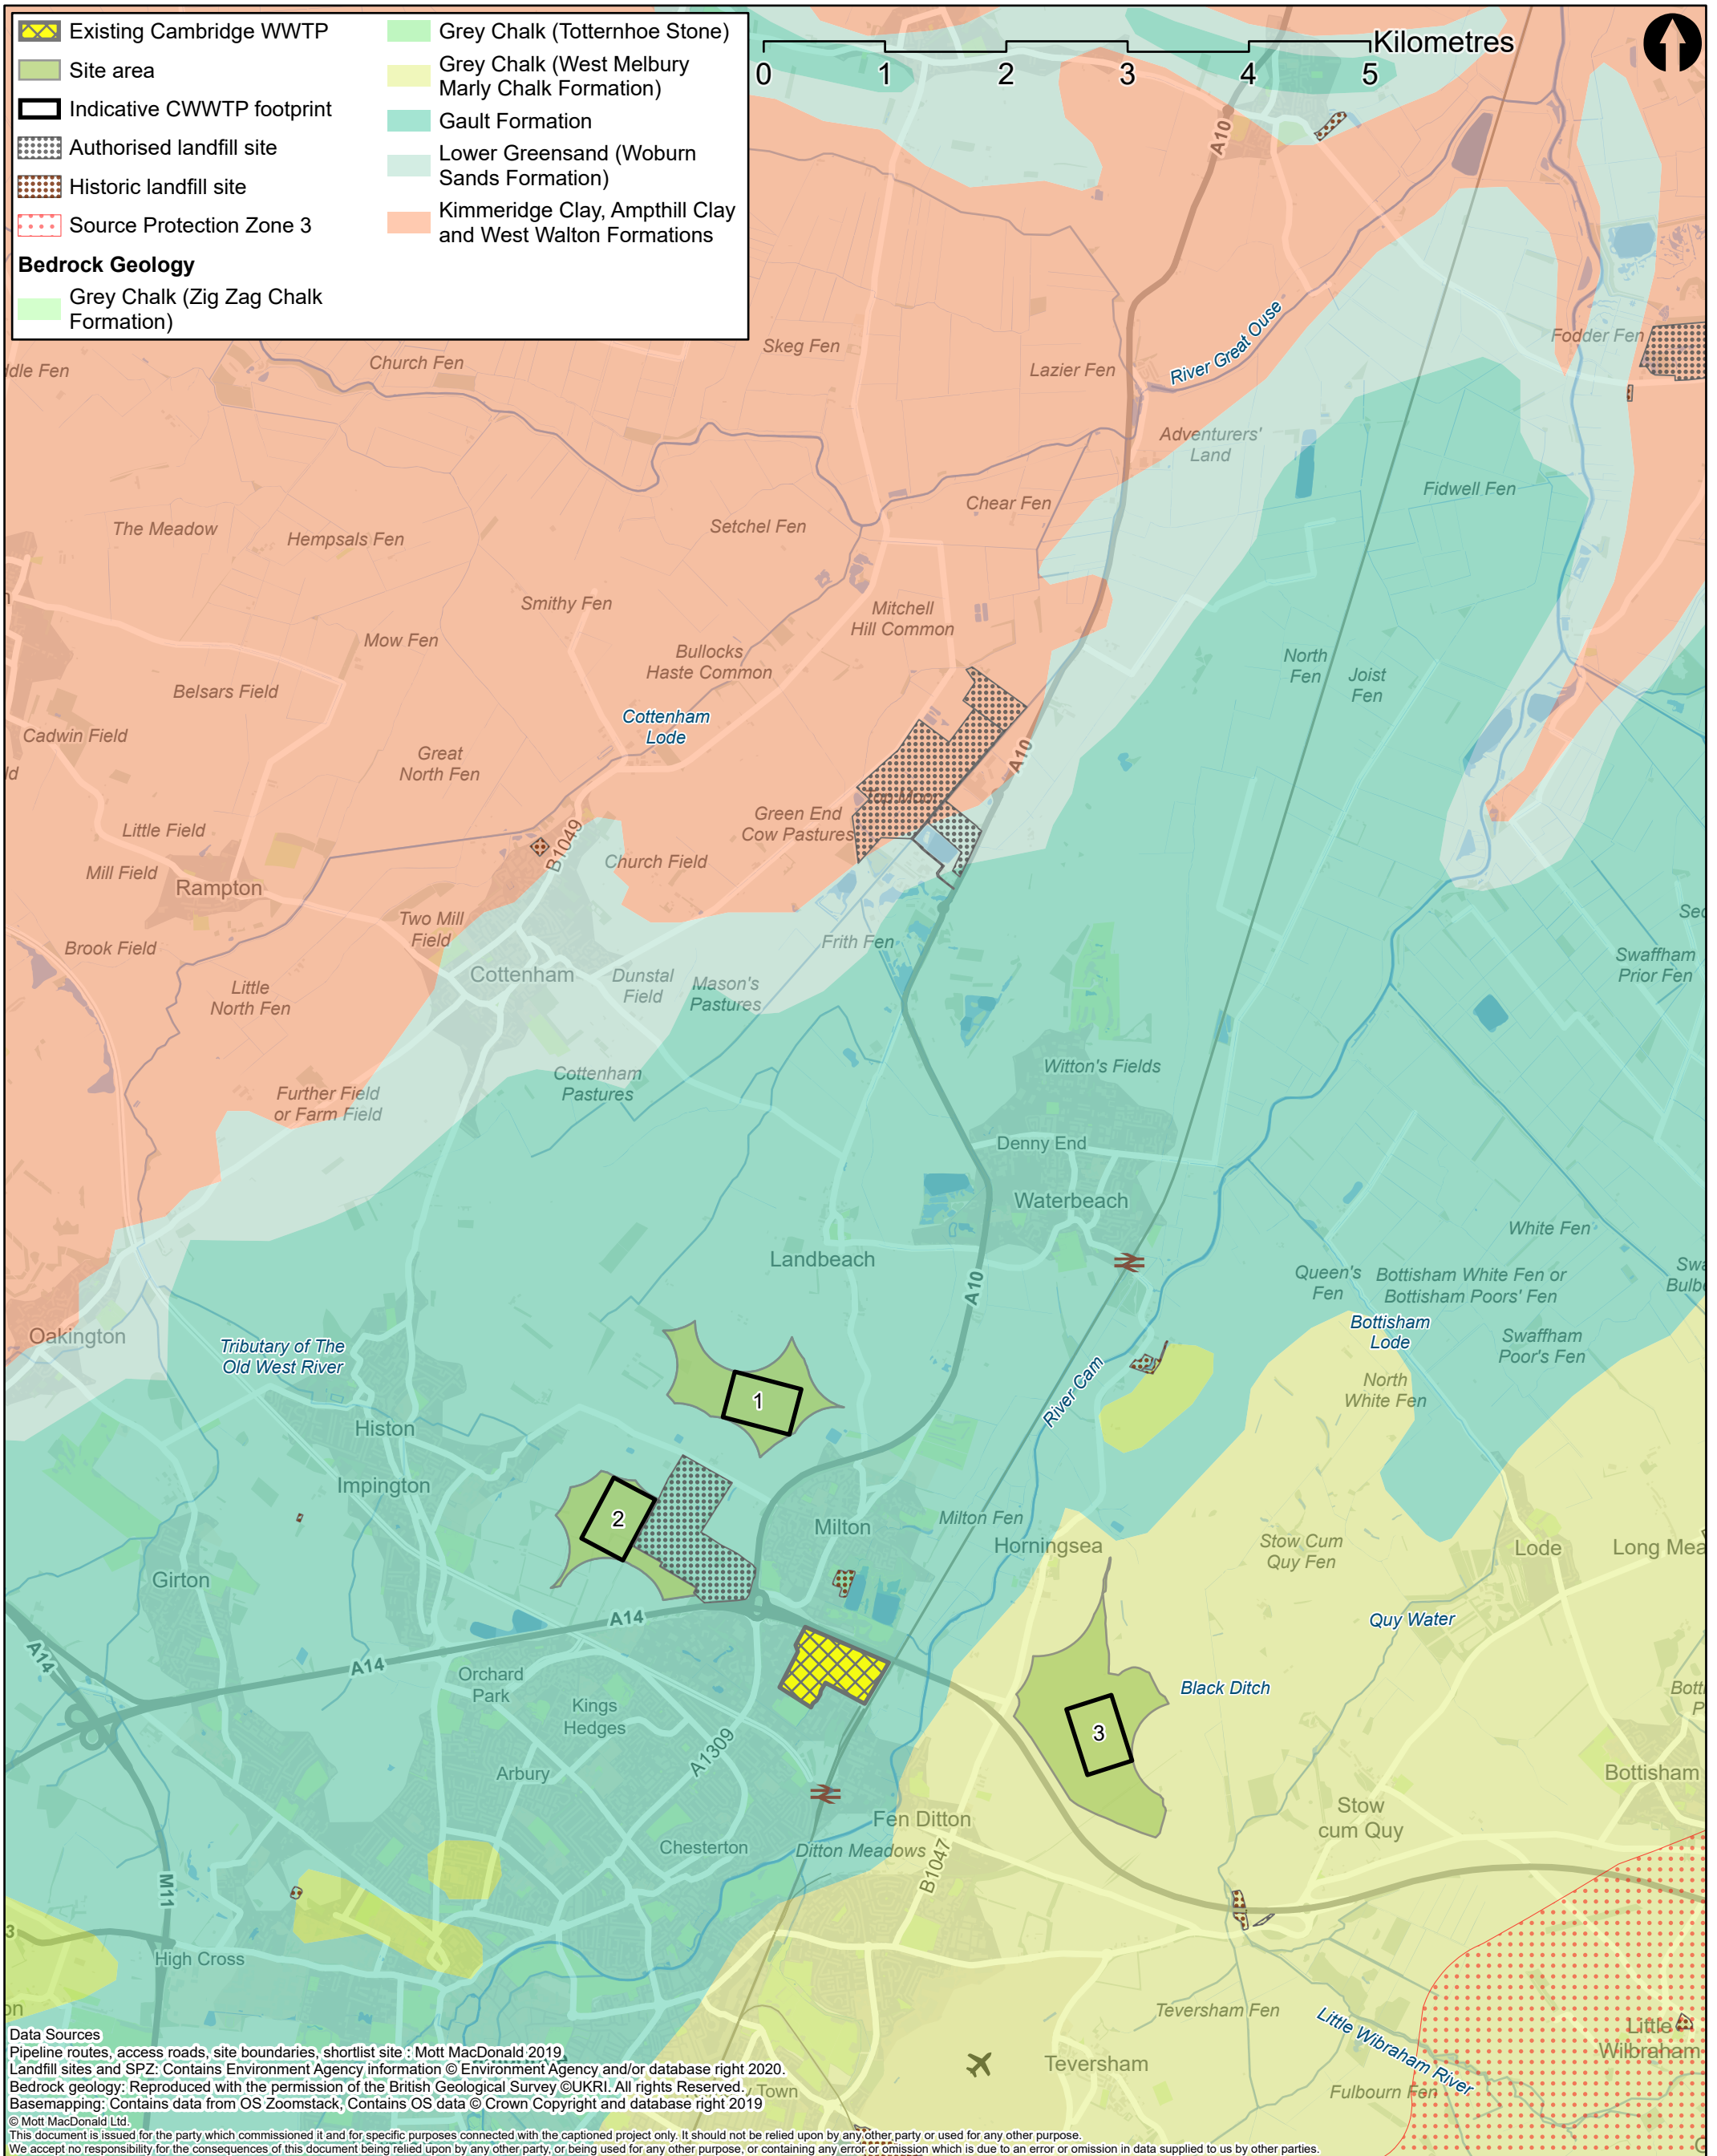 Existing Cambridge WWTP
Site area
Indicative CWWTP footprint
Authorised landfill site
Historic landfill site
Source Protection Zone 3
Bedrock Geology
Grey Chalk (Zig Zag Chalk
Formation)
Grey Chalk (Totternhoe Stone)
Grey Chalk (West Melbury
Marly Chalk Formation)
Gault Formation
Lower Greensand (Woburn
Sands Formation)
Kimmeridge Clay, Ampthill Clay
and West Walton Formations
Kilometres
0 1 2 3 4 5
A10
River Great Ouse
Fodder Fen
Skeg Fen
Church Fen
Lazier Fen
ddle Fen
Adventurers'
Land
Fidwell Fen
Chear Fen
Setchel Fen
The Meadow
Hempsals Fen
Smithy Fen
Mitchell
Hill Common
Mow Fen
Bullocks
Haste Common
North
Fen
Joist
Fen
Belsars Field
Cottenham
Lode
Cadwin Field
ld
Great
North Fen
A10
Top Moor
Green End
Cow Pastures
Little Field
B1049
Church Field
Mill Field
Rampton
Two Mill
Field
Sed
Brook Field
Frith Fen
Swaffham
Prior Fen
Cottenham
Dunstal
Field
Mason's
Pastures
Little
North Fen
Witton's Fields
Cottenham
Pastures
Further Field
or Farm Field
Denny End
Waterbeach
White Fen
Landbeach
A10
Queen's
Fen
Bottisham White Fen or
Bottisham Poors' Fen
Swa
Bulbe
Oakington
Tributary of The
Old West River
Bottisham
Lode
Swaffham
Poor's Fen
River Cam
North
White Fen
1
Histon
Impington
2
Milton
Milton Fen
Horningsea
Stow Cum
Quy Fen
Lode
Long Mea
Girton
A14
Quy Water
A14
A14
Orchard
Park
Kings
Hedges
Black Ditch
Botti
P
3
A1309
Arbury
Bottisham
Fen Ditton
Stow
cum Quy
Chesterton
Ditton Meadows
B1047
M11
3
High Cross
on
Teversham Fen
Little Wibraham River
Little
Wilbraham
Teversham
Fulbourn Fen
Town
Data Sources
Pipeline routes, access roads, site boundaries, shortlist site : Mott MacDonald 2019
Landfill sites and SPZ: Contains Environment Agency information © Environment Agency and/or database right 2020.
Bedrock geology: Reproduced with the permission of the British Geological Survey ©UKRI. All rights Reserved.
Basemapping: Contains data from OS Zoomstack, Contains OS data © Crown Copyright and database right 2019
© Mott MacDonald Ltd.
This document is issued for the party which commissioned it and for specific purposes connected with the captioned project only. It should not be relied upon by any other party or used for any other purpose.
We accept no responsibility for the consequences of this document being relied upon by any other party, or being used for any other purpose, or containing any error or omission which is due to an error or omission in data supplied to us by other parties.